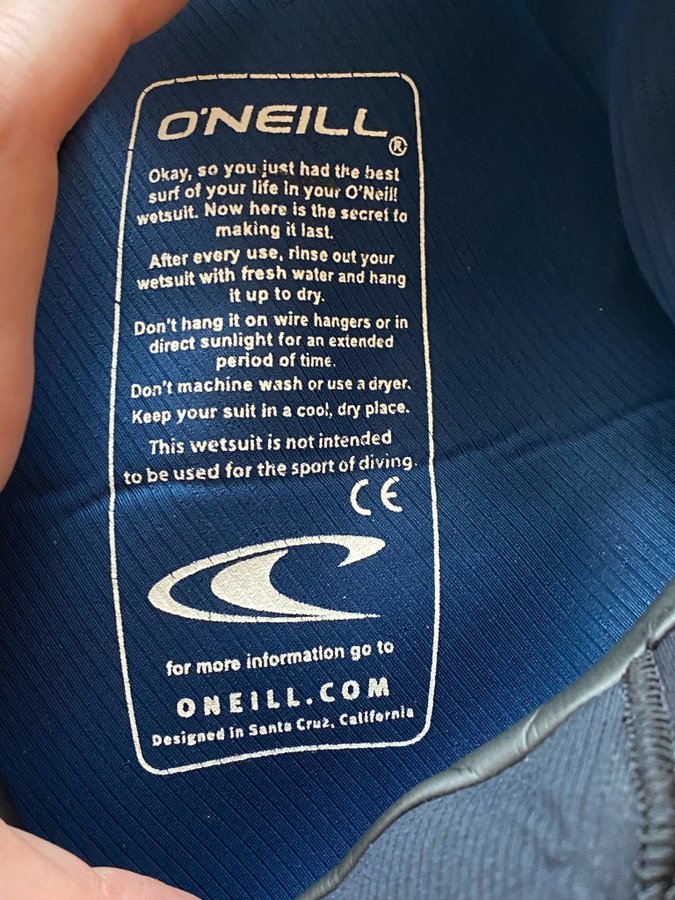 O'NEILL®
Okay, so you just had the best
surf of your life in your O'Neill
wetsuit. Now here is the secret to
making it last.
After every use, rinse out your
wetsuit with fresh water and hang
it up to dry.
Don't hang it on wire hangers or in
direct sunlight for an extended
period of time.
Don't machine wash or use a dryer.
Keep your suit in a cool, dry place.
This wetsuit is not intended
to be used for the sport of diving.
CE
for more information go to
ONEILL.COM
Designed in Santa Cruz, California